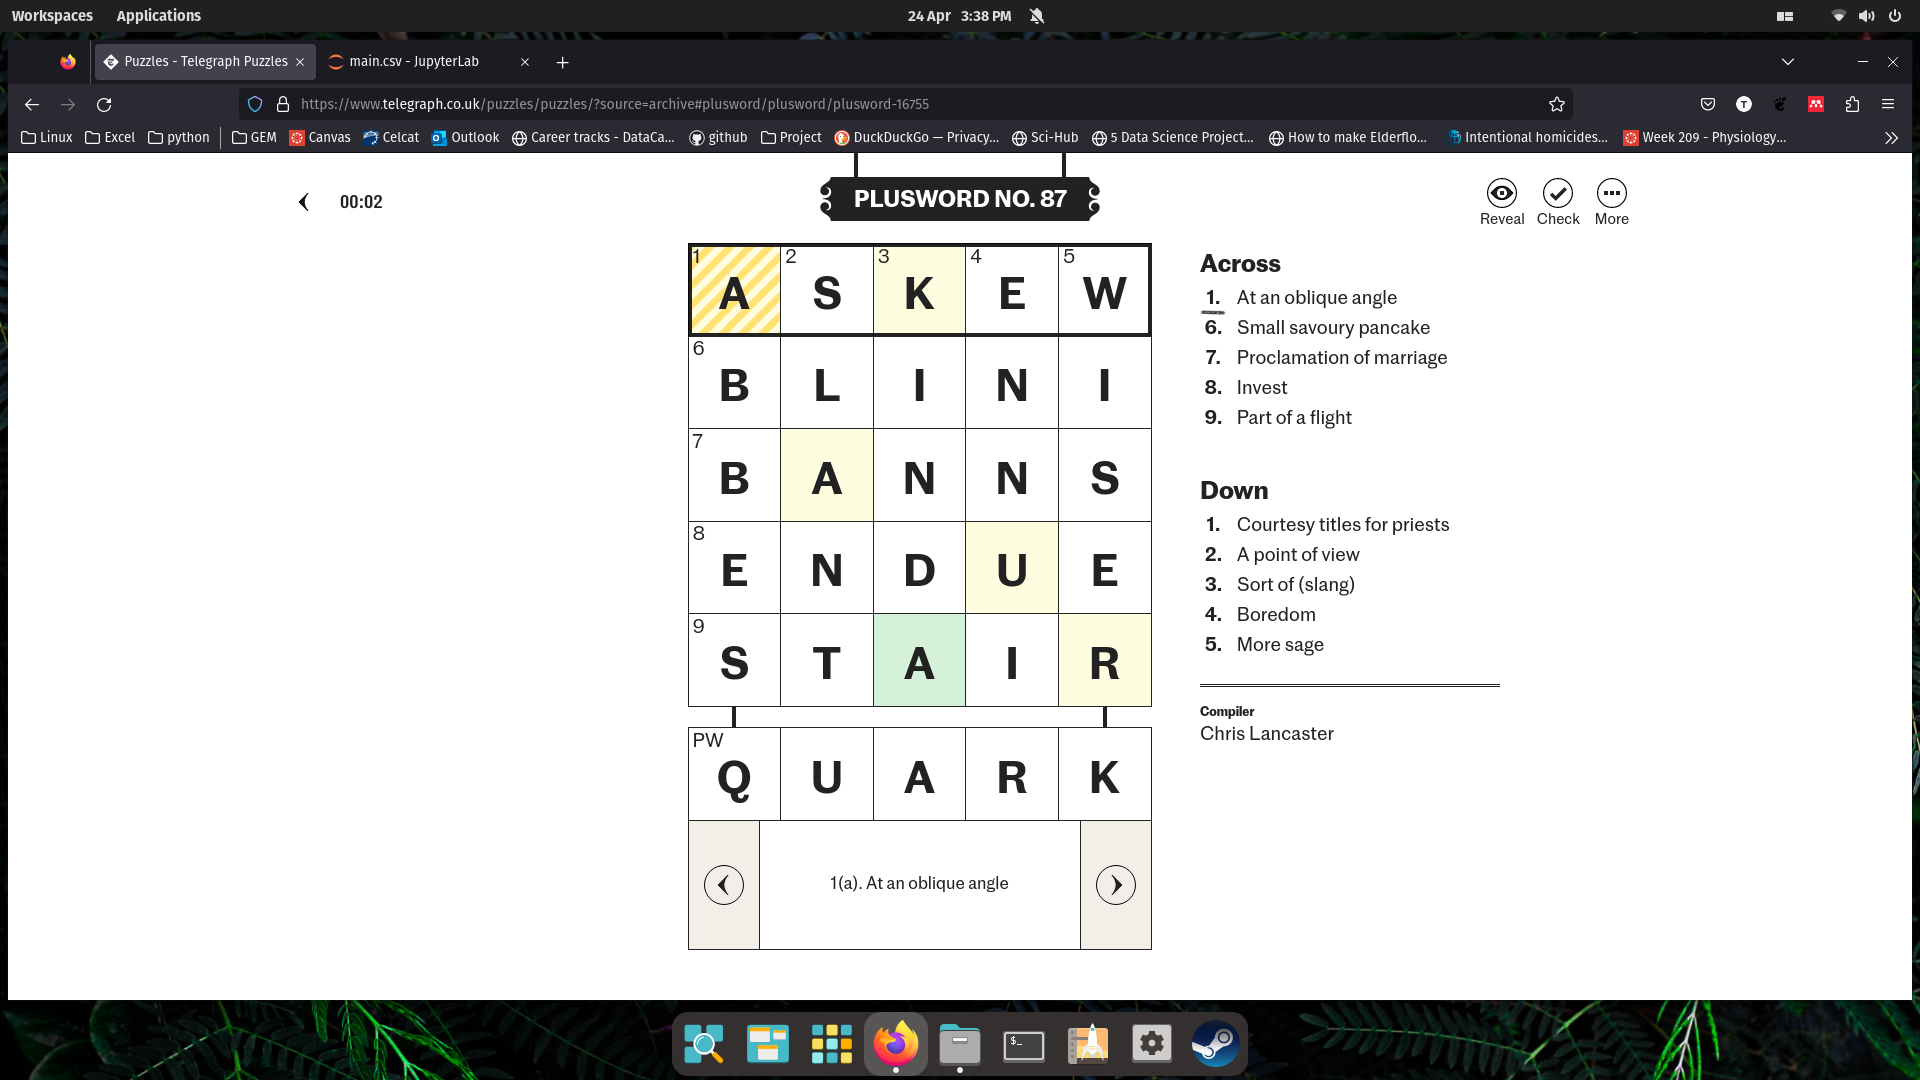 Workspaces Applications 24 Apr 3:38 PM
Puzzles - Telegraph Puzzles main.csv - JupyterLab
https://www.telegraph.co.uk/puzzles/puzzles/?source=archive#plusword/plusword/plusword-16755
Linux Excel python GEM Canvas Celcat Outlook Career tracks - DataCa... github Project DuckDuckGo — Privacy... Sci-Hub 5 Data Science Project... How to make Elderflo... Intentional homicides... Week 209 - Physiology...
00:02
PLUSWORD NO. 87
Reveal Check More
1 A 2 S 3 K 4 E 5 W
6 B L I N I
7 B A N N S
8 E N D U E
9 S T A I R
PW Q U A R K
1(a). At an oblique angle
Across
1. At an oblique angle
6. Small savoury pancake
7. Proclamation of marriage
8. Invest
9. Part of a flight
Down
1. Courtesy titles for priests
2. A point of view
3. Sort of (slang)
4. Boredom
5. More sage
Compiler
Chris Lancaster
$_